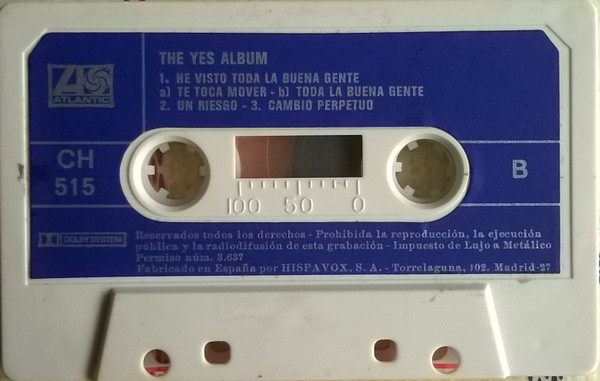 THE YES ALBUM
1. HE VISTO TODA LA BUENA GENTE
a) TE TOCA MOVER - b) TODA LA BUENA GENTE
2. UN RIESGO - 3. CAMBIO PERPETUO
ATLANTIC
CH
515
B
100 50 0
DOLBY SYSTEM
Reservados todos los derechos - Prohibida la reproducción, la ejecución
pública y la radiodifusión de esta grabación - Impuesto de Lujo a Metálico
Permiso núm. 3.637
Fabricado en España por HISPAVOX, S. A. - Torrelaguna, 102. Madrid-27